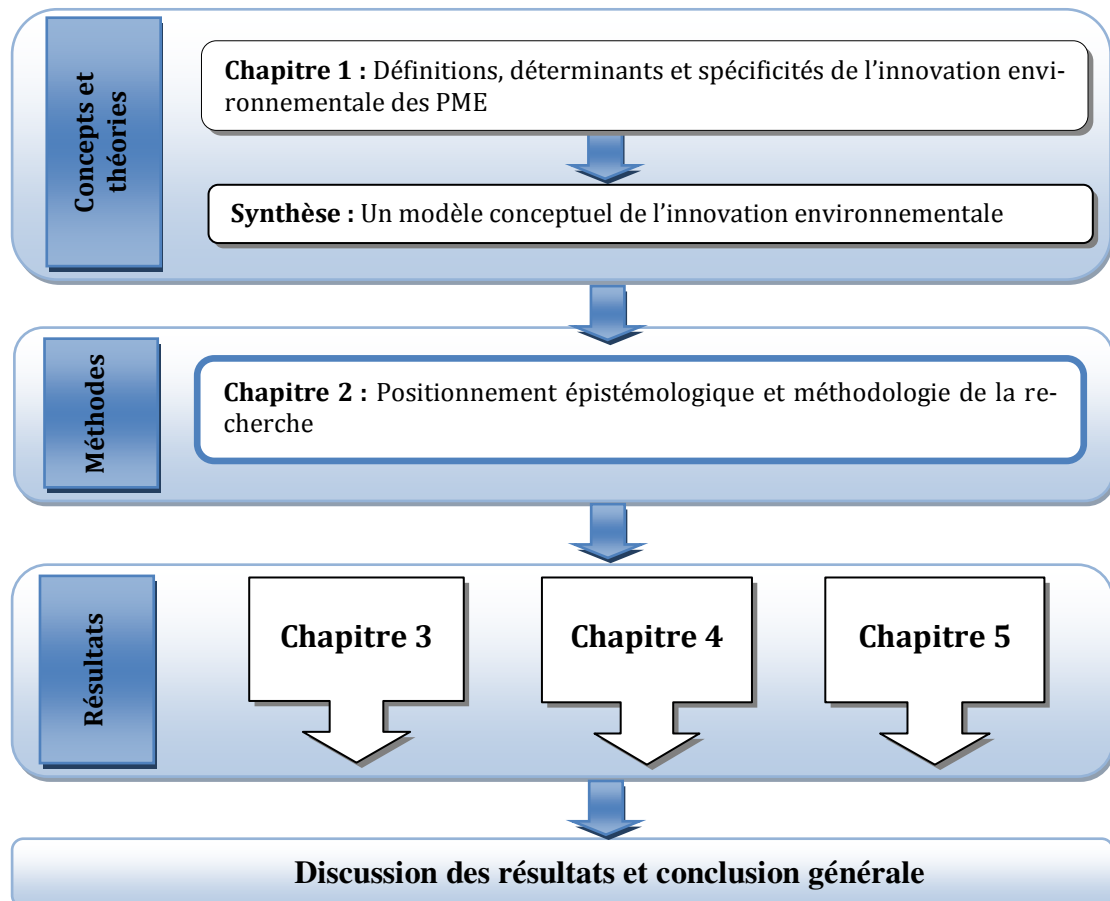 Concepts et
théories
Chapitre 1 : Définitions, déterminants et spécificités de l’innovation envi-
ronnementale des PME
Synthèse : Un modèle conceptuel de l’innovation environnementale
Méthodes
Chapitre 2 : Positionnement épistémologique et méthodologie de la re-
cherche
Résultats
Chapitre 3
Chapitre 4
Chapitre 5
Discussion des résultats et conclusion générale